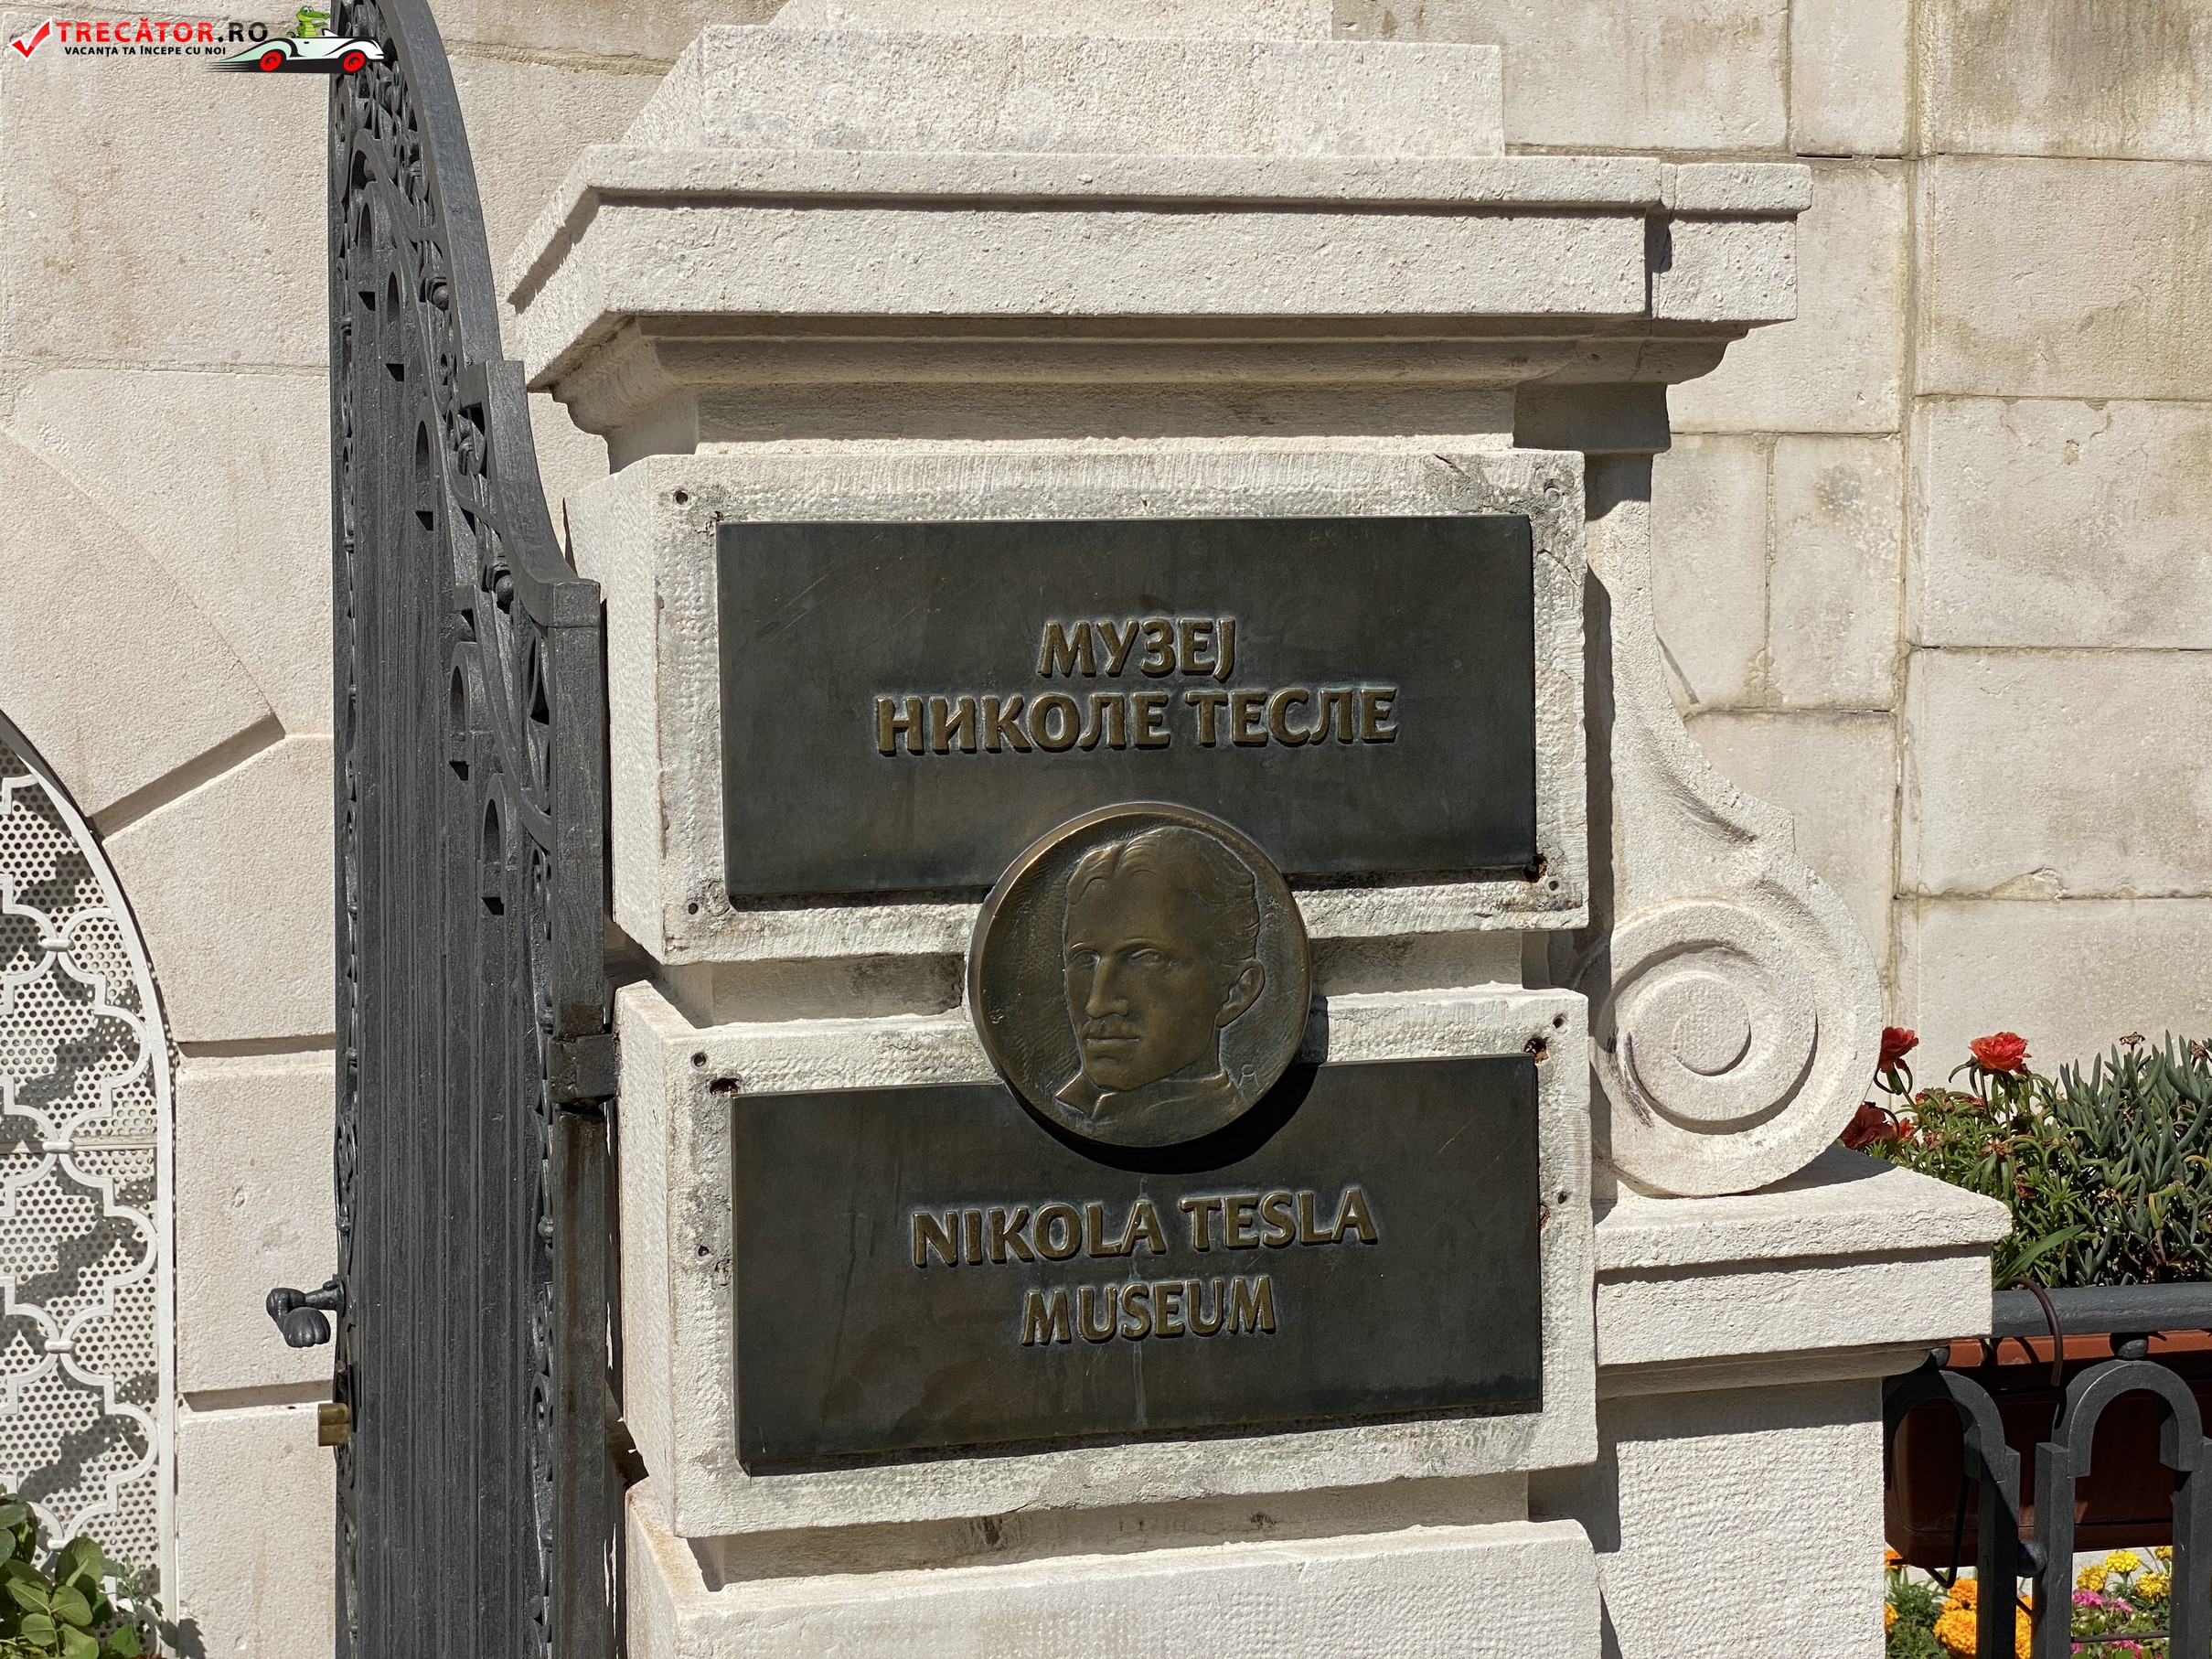 TRECĂTOR.RO
VACANȚA TA ÎNCEPE CU NOI
МУЗЕЈ
НИКОЛЕ ТЕСЛЕ
NIKOLA TESLA
MUSEUM